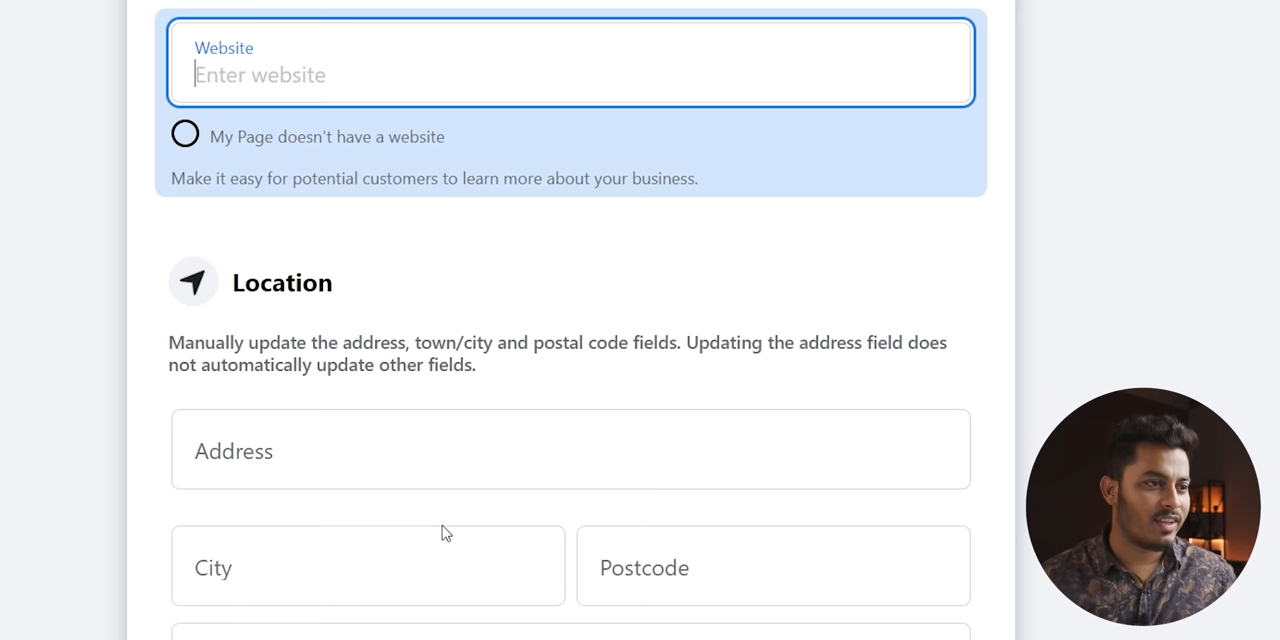 Website
Enter website
My Page doesn't have a website
Make it easy for potential customers to learn more about your business.
Location
Manually update the address, town/city and postal code fields. Updating the address field does
not automatically update other fields.
Address
City
Postcode